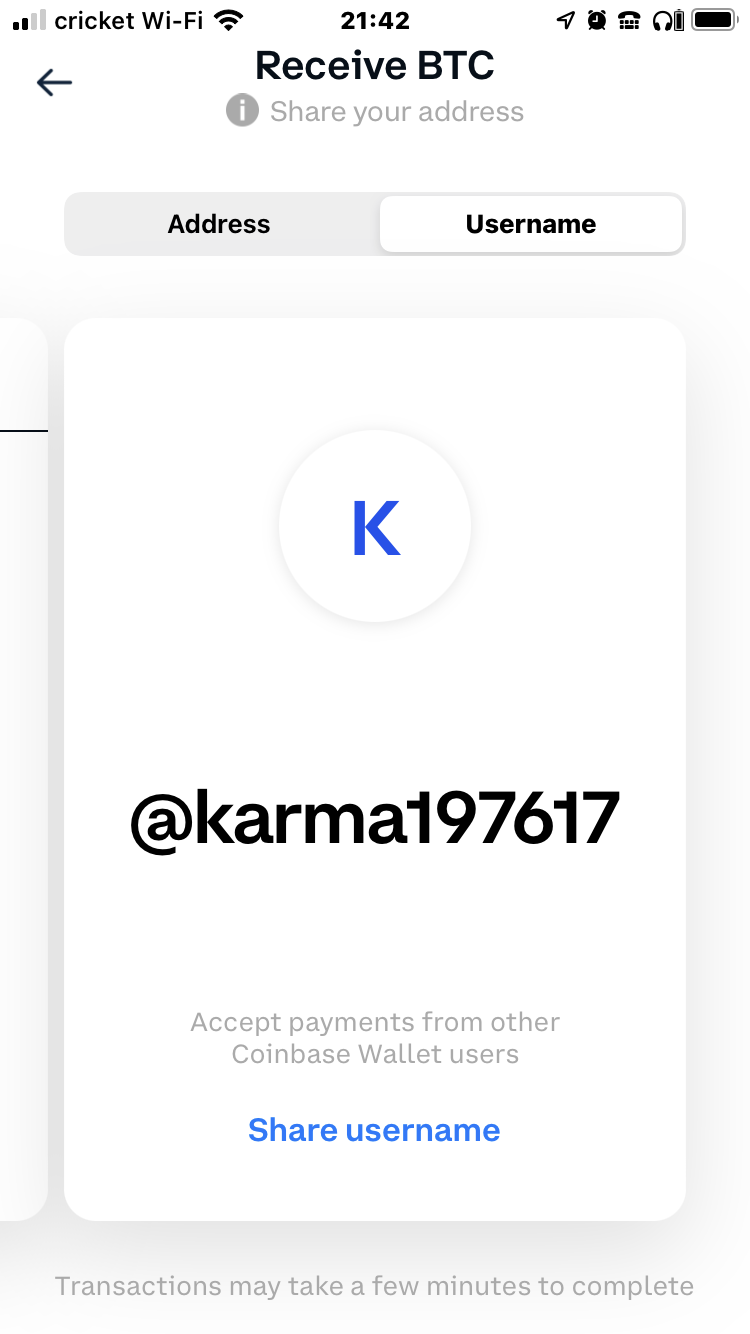 cricket Wi-Fi 21:42
Receive BTC
i Share your address
Address Username
K
@karma197617
Accept payments from other
Coinbase Wallet users
Share username
Transactions may take a few minutes to complete